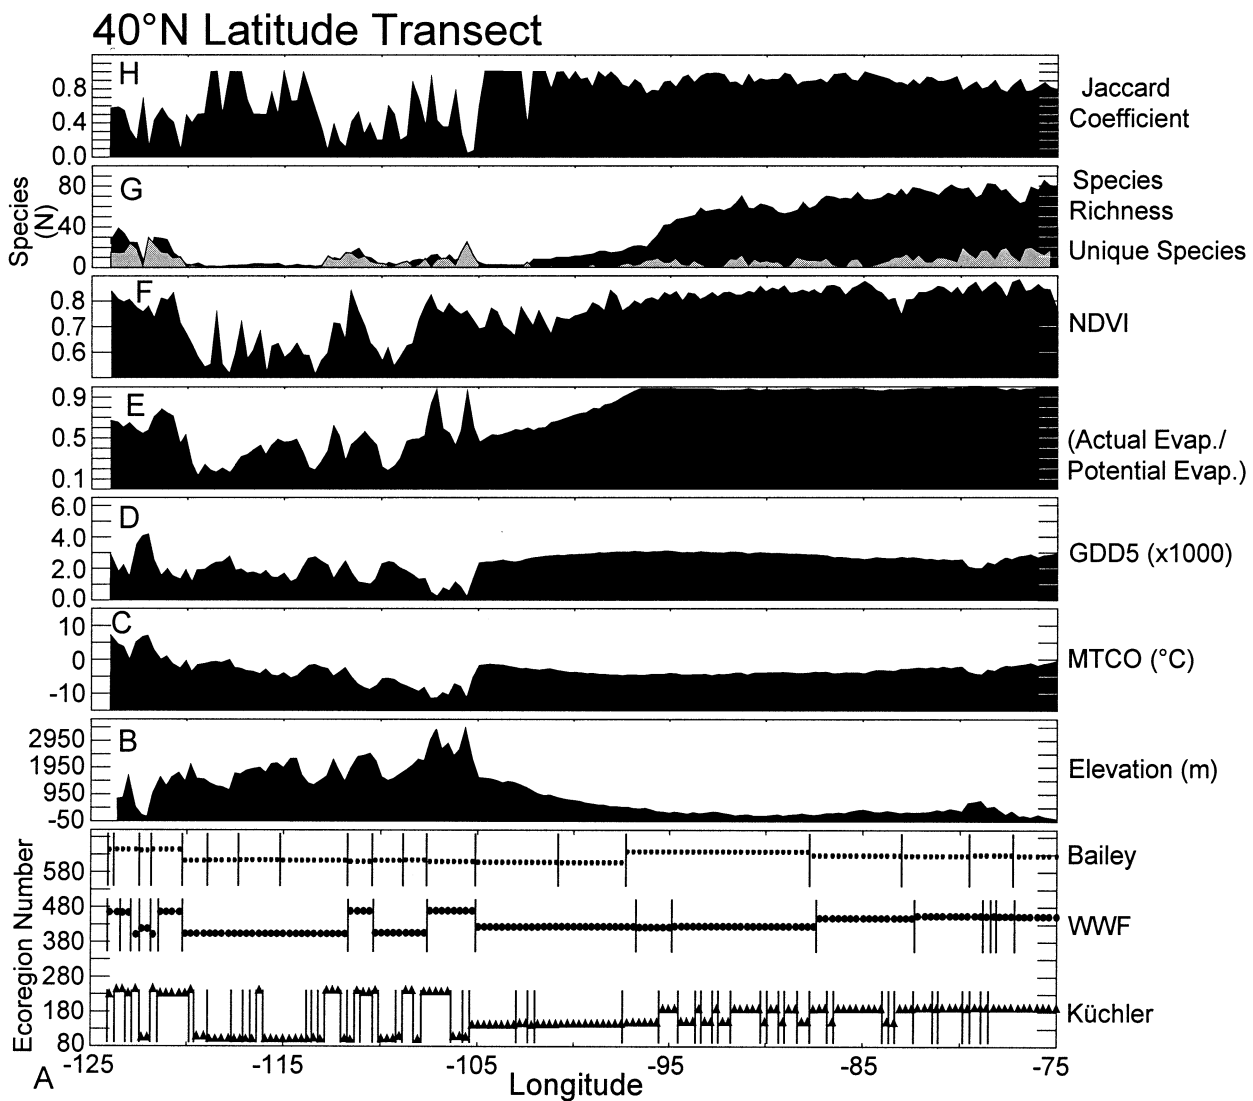 40°N Latitude Transect
H
0.8
0.4
0.0
Jaccard
Coefficient
G
Species
(N)
80
40
0
Species
Richness
Unique Species
F
0.8
0.7
0.6
NDVI
E
0.9
0.5
0.1
(Actual Evap./
Potential Evap.)
D
6.0
4.0
2.0
0.0
GDD5 (x1000)
C
10
0
-10
MTCO (°C)
B
2950
1950
950
-50
Elevation (m)
Ecoregion Number
580
Bailey
480
380
WWF
280
180
80
Küchler
A
-125 -115 -105 -95 -85 -75
Longitude